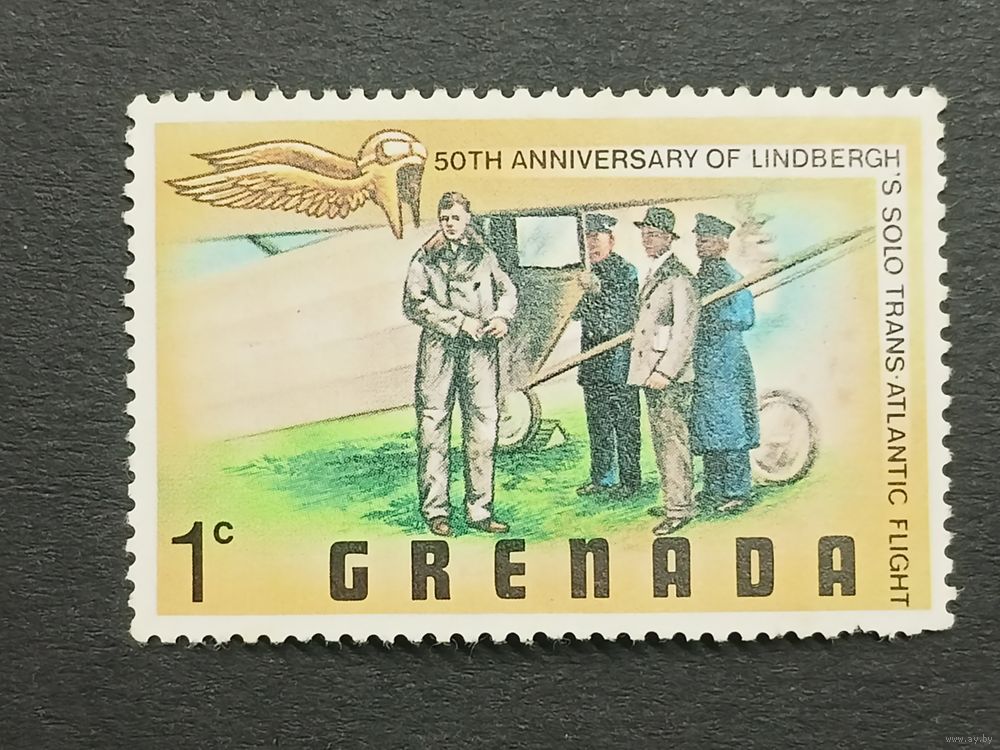 50TH ANNIVERSARY OF LINDBERGH'S SOLO TRANS·ATLANTIC FLIGHT
1c
GRENADA
www.ay.by